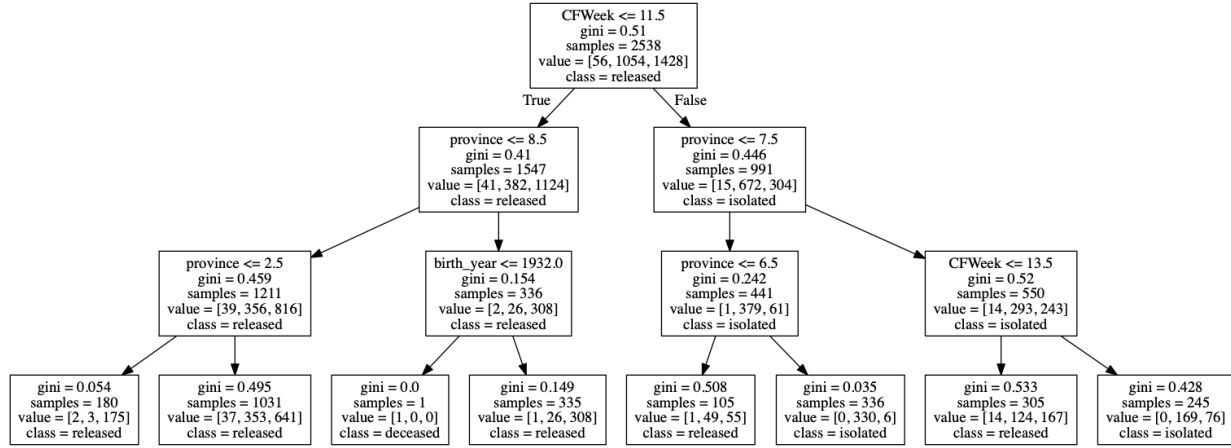 CFWeek <= 11.5
gini = 0.51
samples = 2538
value = [56, 1054, 1428]
class = released
True
False
province <= 8.5
gini = 0.41
samples = 1547
value = [41, 382, 1124]
class = released
province <= 7.5
gini = 0.446
samples = 991
value = [15, 672, 304]
class = isolated
province <= 2.5
gini = 0.459
samples = 1211
value = [39, 356, 816]
class = released
birth_year <= 1932.0
gini = 0.154
samples = 336
value = [2, 26, 308]
class = released
province <= 6.5
gini = 0.242
samples = 441
value = [1, 379, 61]
class = isolated
CFWeek <= 13.5
gini = 0.52
samples = 550
value = [14, 293, 243]
class = isolated
gini = 0.054
samples = 180
value = [2, 3, 175]
class = released
gini = 0.495
samples = 1031
value = [37, 353, 641]
class = released
gini = 0.0
samples = 1
value = [1, 0, 0]
class = deceased
gini = 0.149
samples = 335
value = [1, 26, 308]
class = released
gini = 0.508
samples = 105
value = [1, 49, 55]
class = released
gini = 0.035
samples = 336
value = [0, 330, 6]
class = isolated
gini = 0.533
samples = 305
value = [14, 124, 167]
class = released
gini = 0.428
samples = 245
value = [0, 169, 76]
class = isolated